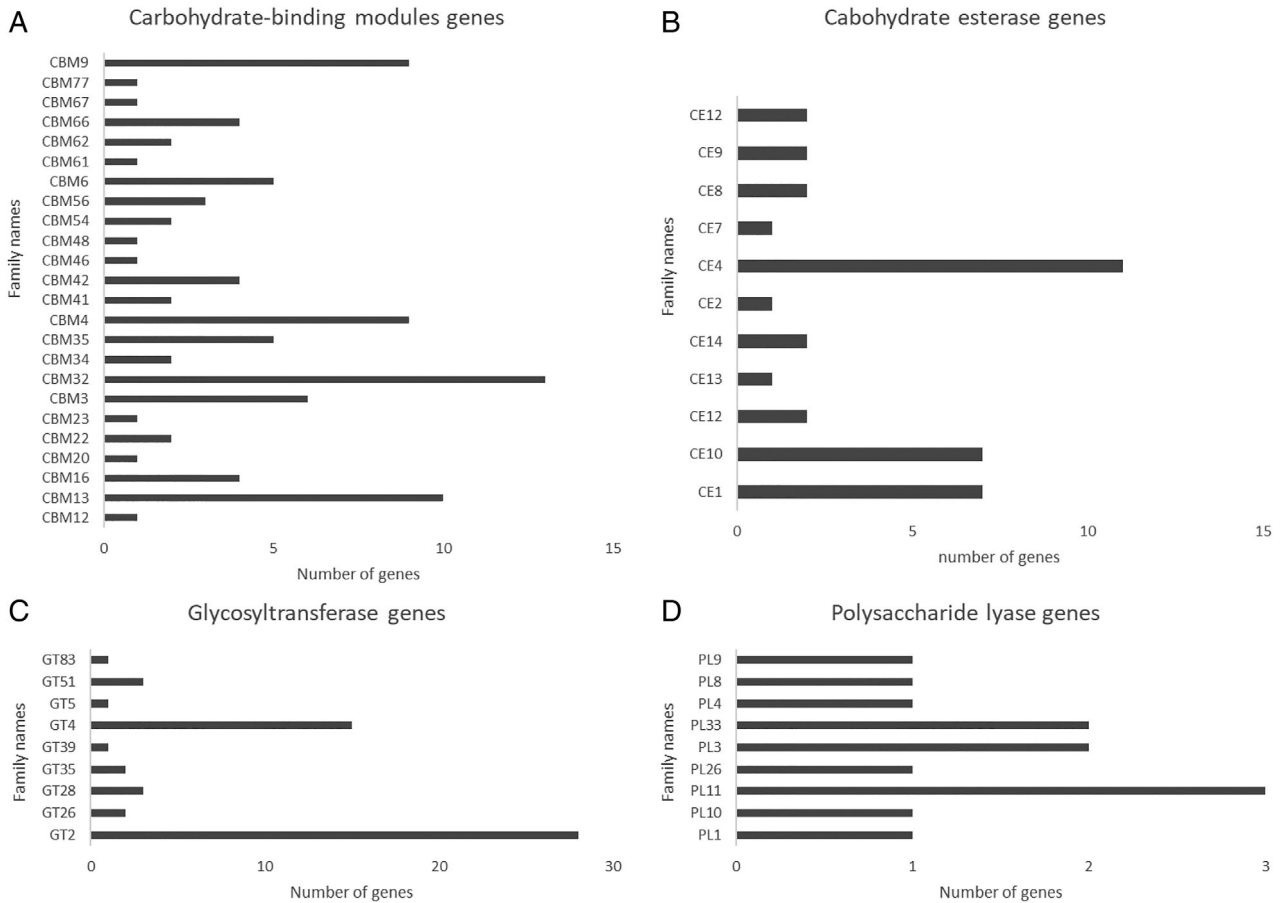 A
Carbohydrate-binding modules genes
Family names
CBM9
CBM77
CBM67
CBM66
CBM62
CBM61
CBM6
CBM56
CBM54
CBM48
CBM46
CBM42
CBM41
CBM4
CBM35
CBM34
CBM32
CBM3
CBM23
CBM22
CBM20
CBM16
CBM13
CBM12
0 5 10 15
Number of genes
B
Cabohydrate esterase genes
Family names
CE12
CE9
CE8
CE7
CE4
CE2
CE14
CE13
CE12
CE10
CE1
0 5 10 15
number of genes
C
Glycosyltransferase genes
Family names
GT83
GT51
GT5
GT4
GT39
GT35
GT28
GT26
GT2
0 10 20 30
Number of genes
D
Polysaccharide lyase genes
Family names
PL9
PL8
PL4
PL33
PL3
PL26
PL11
PL10
PL1
0 1 2 3
Number of genes